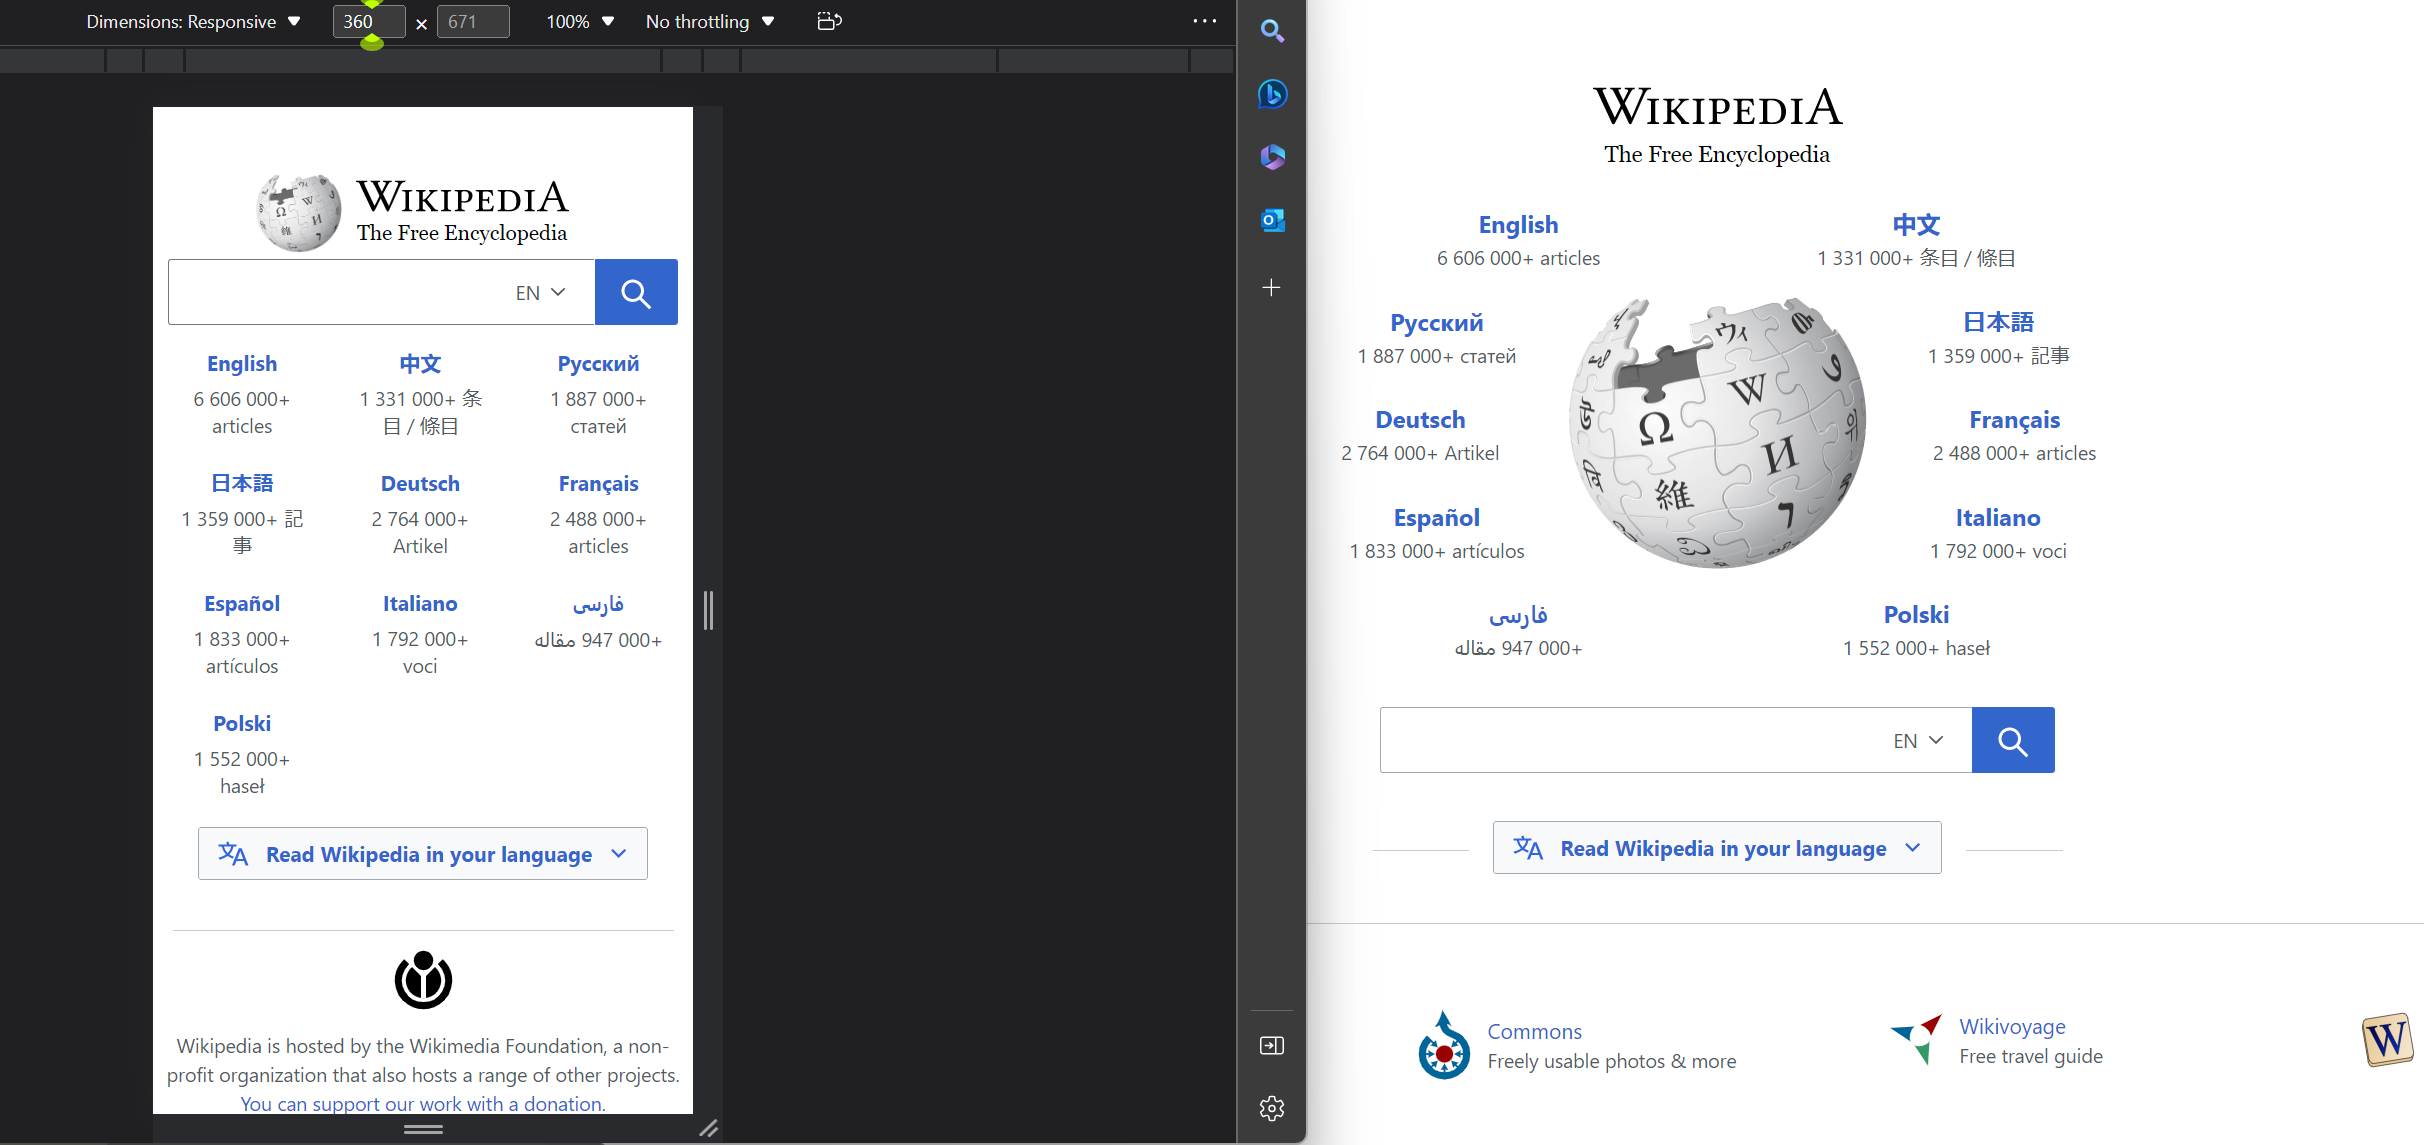 Dimensions: Responsive 360 × 671 100% No throttling
WIKIPEDIA
The Free Encyclopedia
EN
English
6 606 000+
articles
中文
1 331 000+ 条
目 / 條目
Русский
1 887 000+
статей
日本語
1 359 000+ 記
事
Deutsch
2 764 000+
Artikel
Français
2 488 000+
articles
Español
1 833 000+
artículos
Italiano
1 792 000+
voci
فارسی
۹۴۷ ۰۰۰+ مقاله
Polski
1 552 000+
haseł
Read Wikipedia in your language
Wikipedia is hosted by the Wikimedia Foundation, a non-
profit organization that also hosts a range of other projects.
You can support our work with a donation.
WIKIPEDIA
The Free Encyclopedia
English
6 606 000+ articles
中文
1 331 000+ 条目 / 條目
Русский
1 887 000+ статей
日本語
1 359 000+ 記事
Deutsch
2 764 000+ Artikel
Français
2 488 000+ articles
Español
1 833 000+ artículos
Italiano
1 792 000+ voci
فارسی
947 000+ مقاله
Polski
1 552 000+ haseł
Ω
W
И
維
EN
Read Wikipedia in your language
Commons
Freely usable photos & more
Wikivoyage
Free travel guide
W